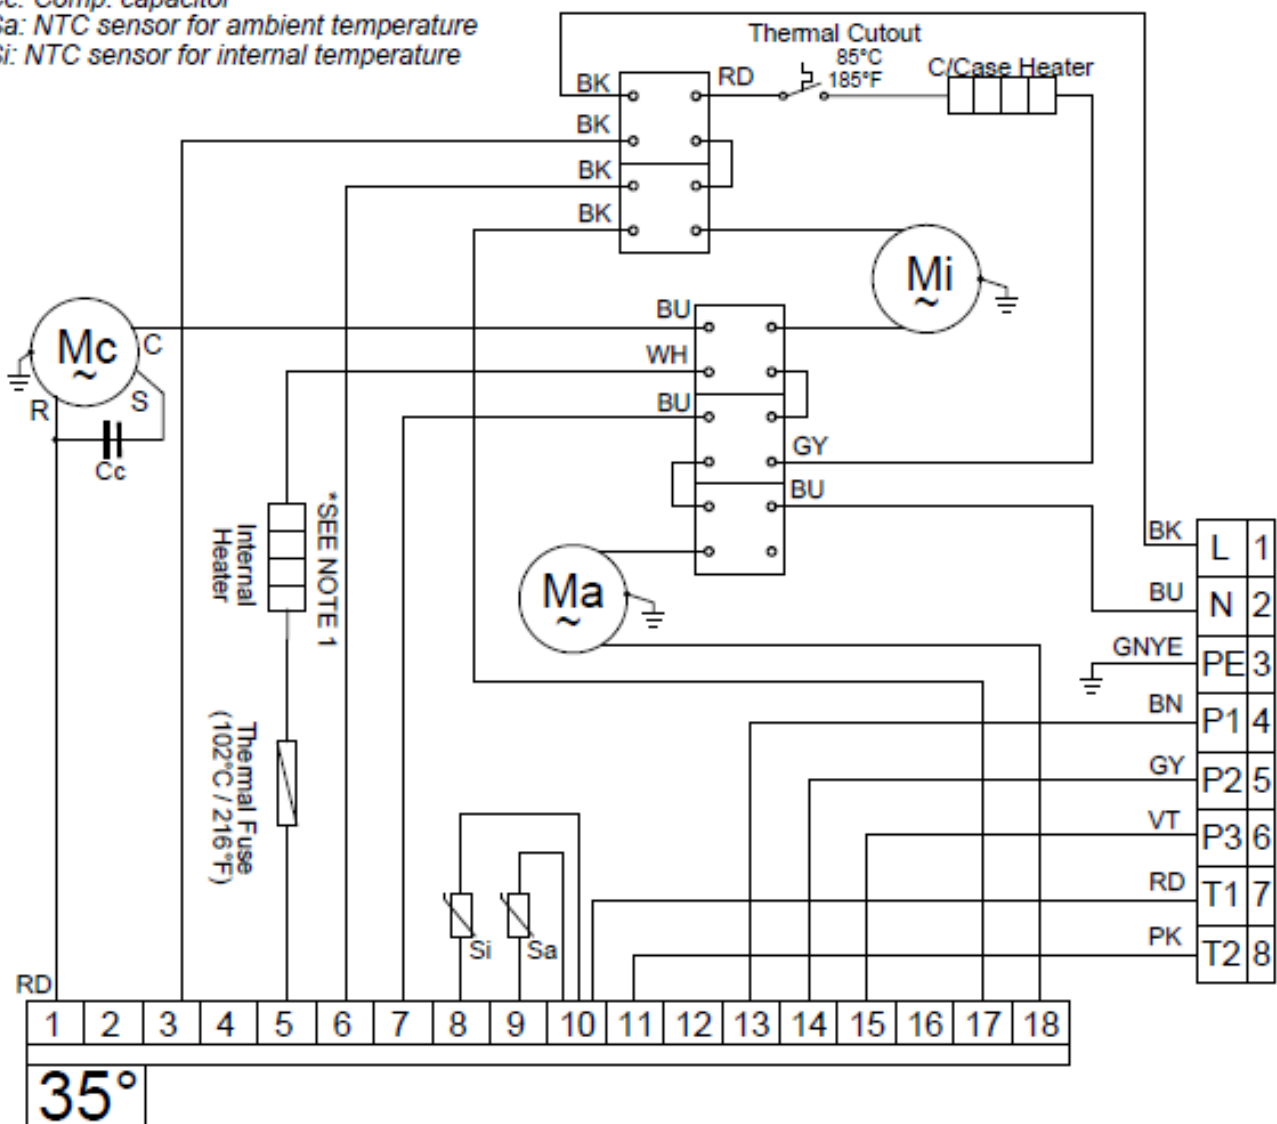 Cc: Comp. capacitor
Sa: NTC sensor for ambient temperature
Si: NTC sensor for internal temperature
Thermal Cutout
85°C
185°F
C/Case Heater
BK
RD
BK
BK
BK
Mi
~
BU
WH
BU
GY
BU
Mc
~
C
S
R
Cc
*SEE NOTE 1
Internal
Heater
Ma
~
Thermal Fuse
(102°C / 216°F)
Si
Sa
BK
L 1
BU
N 2
GNYE
PE 3
BN
P1 4
GY
P2 5
VT
P3 6
RD
T1 7
PK
T2 8
RD
1 2 3 4 5 6 7 8 9 10 11 12 13 14 15 16 17 18
35°